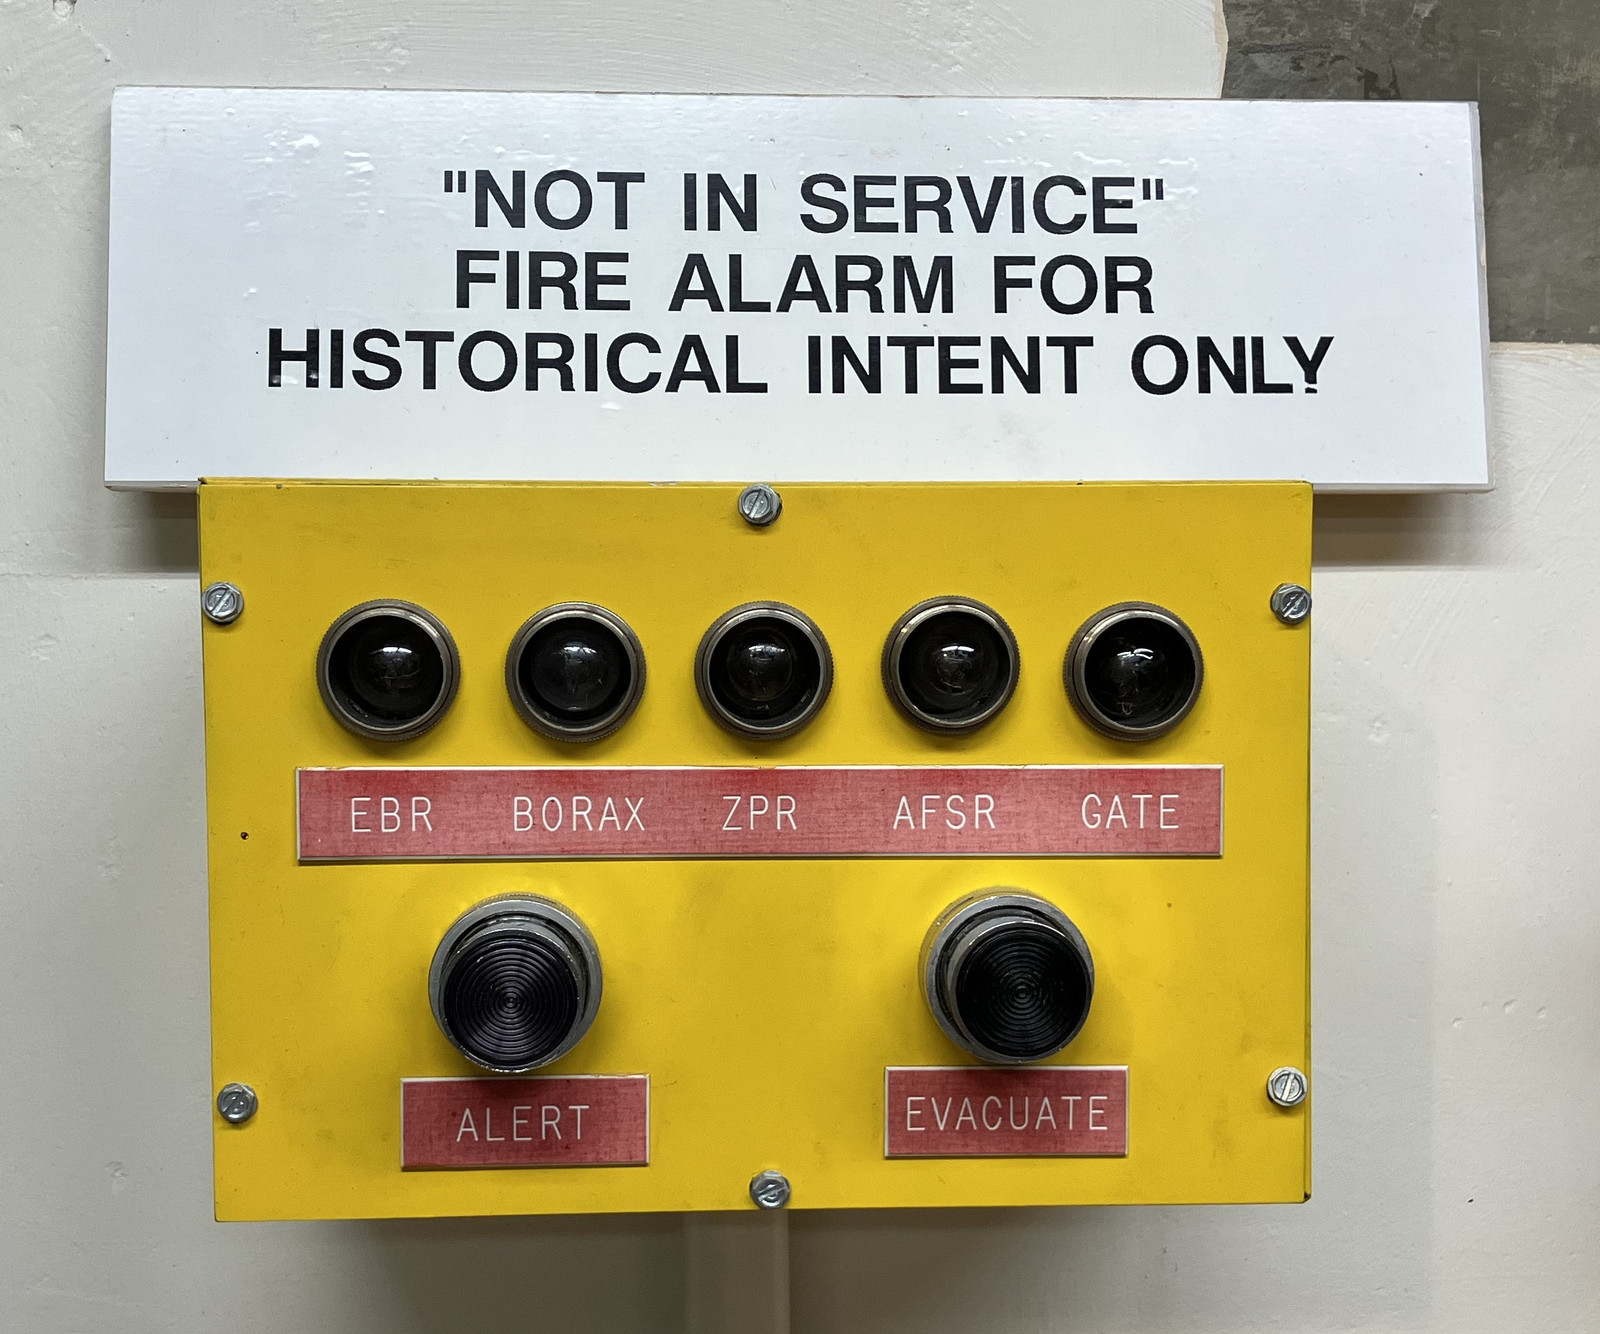 "NOT IN SERVICE"
FIRE ALARM FOR
HISTORICAL INTENT ONLY
EBR BORAX ZPR AFSR GATE
ALERT EVACUATE